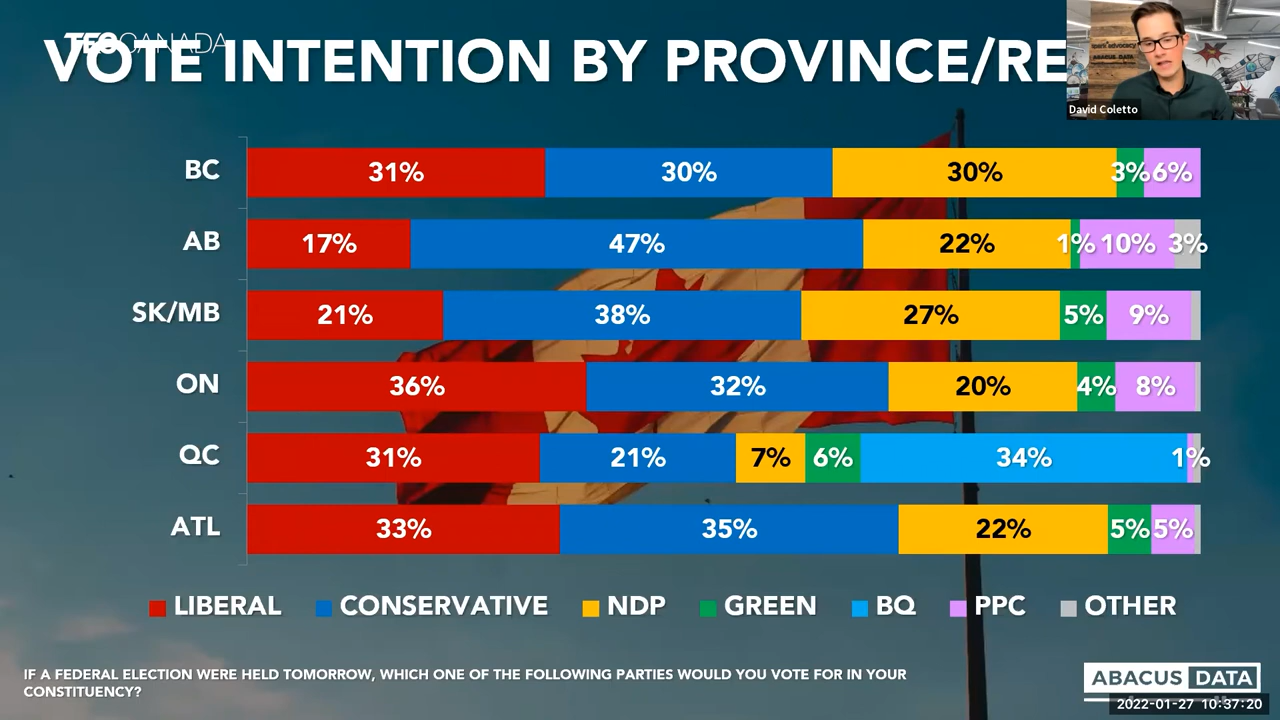 TFO CANADA
VOTE INTENTION BY PROVINCE/RE
David Coletto
BC 31% 30% 30% 3% 6%
AB 17% 47% 22% 1% 10% 3%
SK/MB 21% 38% 27% 5% 9%
ON 36% 32% 20% 4% 8%
QC 31% 21% 7% 6% 34% 1%
ATL 33% 35% 22% 5% 5%
LIBERAL CONSERVATIVE NDP GREEN BQ PPC OTHER
IF A FEDERAL ELECTION WERE HELD TOMORROW, WHICH ONE OF THE FOLLOWING PARTIES WOULD YOU VOTE FOR IN YOUR
CONSTITUENCY?
ABACUS DATA
2022-01-27 10:37:20